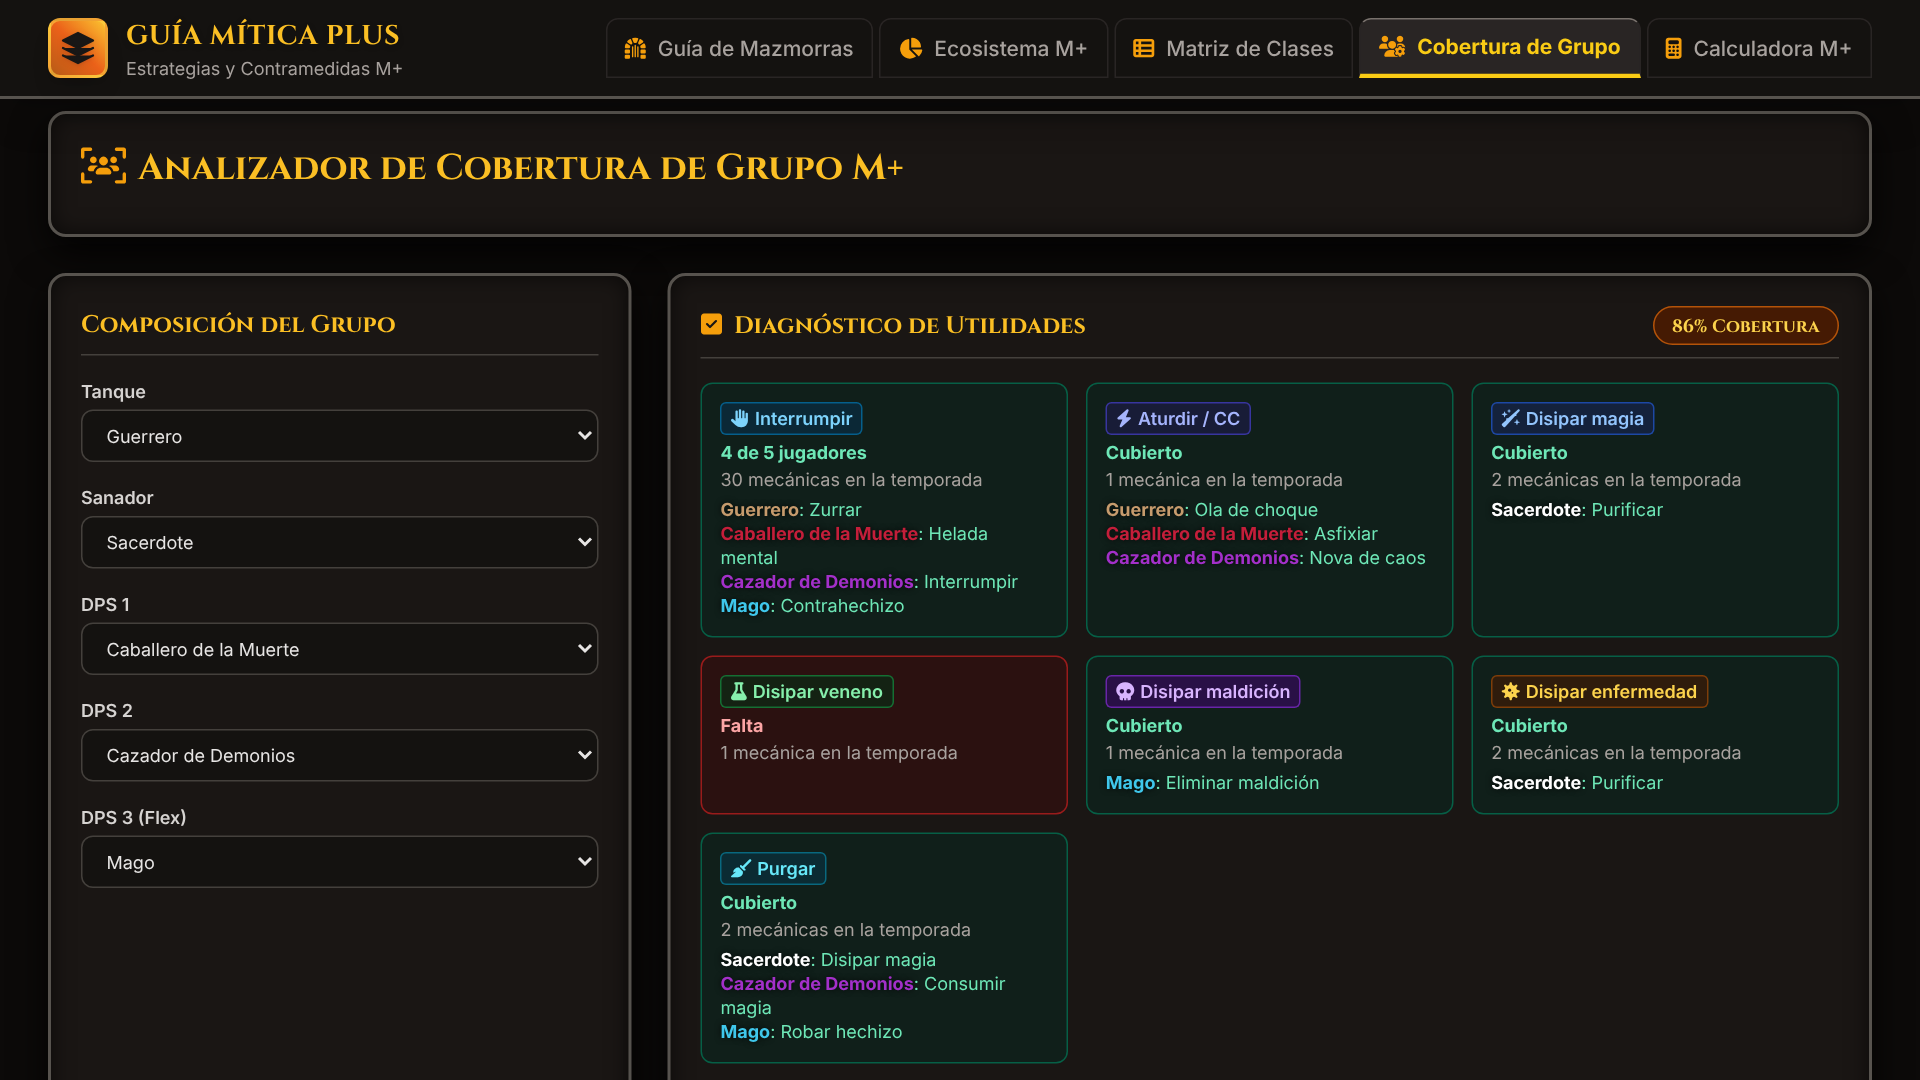 GUÍA MÍTICA PLUS
Estrategias y Contramedidas M+
Guía de Mazmorras
Ecosistema M+
Matriz de Clases
Cobertura de Grupo
Calculadora M+
Analizador de Cobertura de Grupo M+
Composición del Grupo
Tanque
Guerrero
Sanador
Sacerdote
DPS 1
Caballero de la Muerte
DPS 2
Cazador de Demonios
DPS 3 (Flex)
Mago
Diagnóstico de Utilidades
86% Cobertura
Interrumpir
4 de 5 jugadores
30 mecánicas en la temporada
Guerrero: Zurrar
Caballero de la Muerte: Helada
mental
Cazador de Demonios: Interrumpir
Mago: Contrahechizo
Aturdir / CC
Cubierto
1 mecánica en la temporada
Guerrero: Ola de choque
Caballero de la Muerte: Asfixiar
Cazador de Demonios: Nova de caos
Disipar magia
Cubierto
2 mecánicas en la temporada
Sacerdote: Purificar
Disipar veneno
Falta
1 mecánica en la temporada
Disipar maldición
Cubierto
1 mecánica en la temporada
Mago: Eliminar maldición
Disipar enfermedad
Cubierto
2 mecánicas en la temporada
Sacerdote: Purificar
Purgar
Cubierto
2 mecánicas en la temporada
Sacerdote: Disipar magia
Cazador de Demonios: Consumir
magia
Mago: Robar hechizo